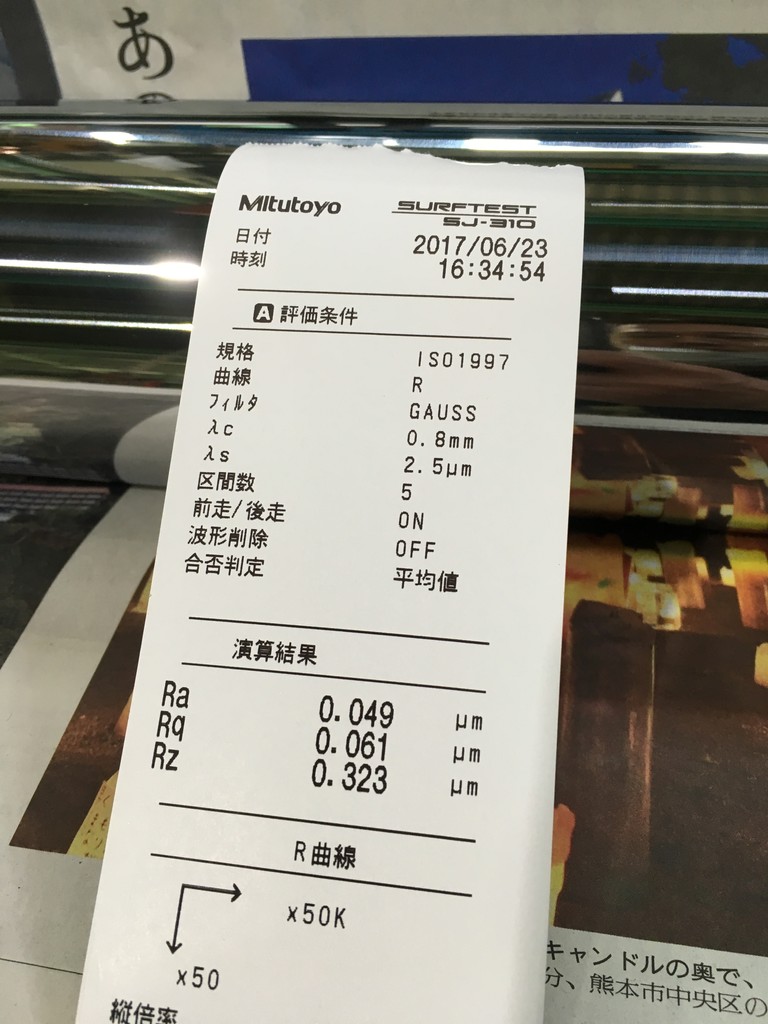 あ
Mitutoyo SURFTEST
SJ-310
日付 2017/06/23
時刻 16:34:54
A 評価条件
規格 ISO1997
曲線 R
フィルタ GAUSS
λc 0.8mm
λs 2.5μm
区間数 5
前走/後走 ON
波形削除 OFF
合否判定 平均値
演算結果
Ra 0.049 μm
Rq 0.061 μm
Rz 0.323 μm
R曲線
×50K
×50
縦倍率
キャンドルの奥で、
分、熊本市中央区の